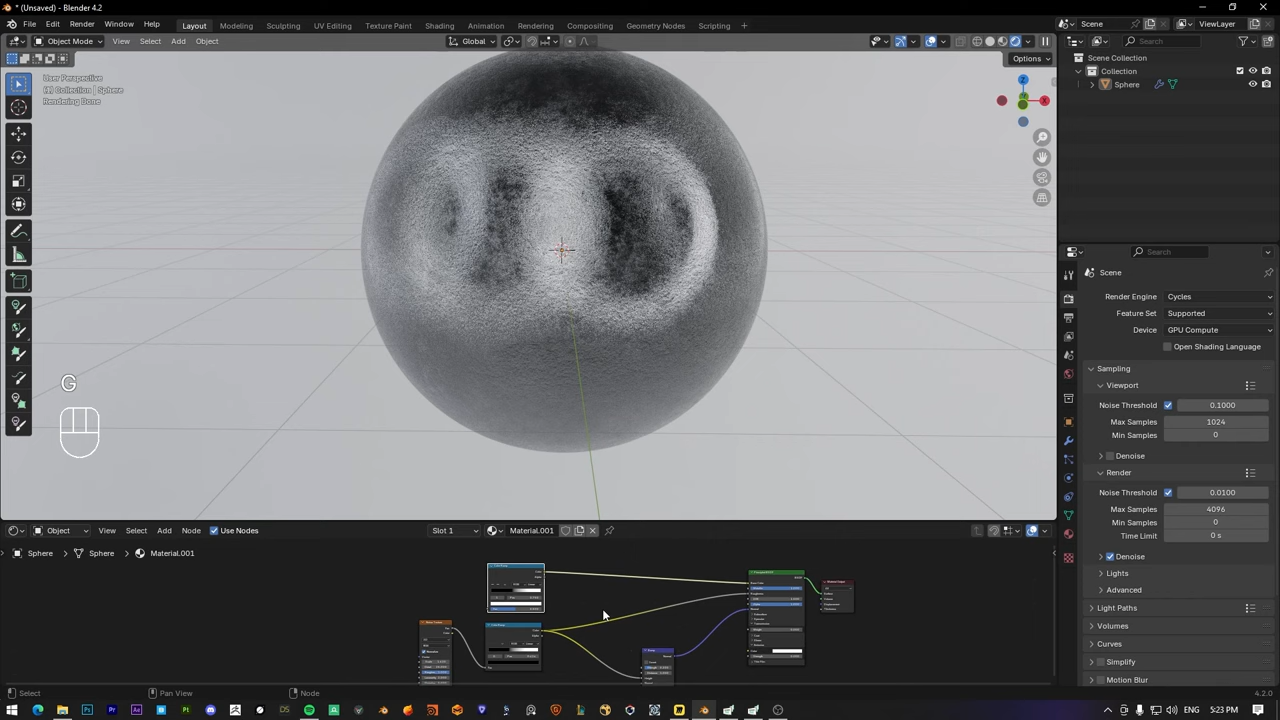 * (Unsaved) - Blender 4.2
File Edit Render Window Help
Layout Modeling Sculpting UV Editing Texture Paint Shading Animation Rendering Compositing Geometry Nodes Scripting +
Scene
ViewLayer
Object Mode View Select Add Object
Global
Search
Options
User Perspective
(1) Collection | Sphere
Rendering Done
Scene Collection
Collection
Sphere
Z
X
Search
Scene
Render Engine Cycles
Feature Set Supported
Device GPU Compute
Open Shading Language
Sampling
Viewport
Noise Threshold 0.1000
Max Samples 1024
Min Samples 0
Denoise
Render
Noise Threshold 0.0100
Max Samples 4096
Min Samples 0
Time Limit 0 s
Denoise
Lights
Advanced
Light Paths
Volumes
Curves
Simplify
Motion Blur
G
Object View Select Add Node Use Nodes
Slot 1
Material.001
Sphere > Sphere > Material.001
Select
Pan View
Node
4.2.0
ENG 5:23 PM